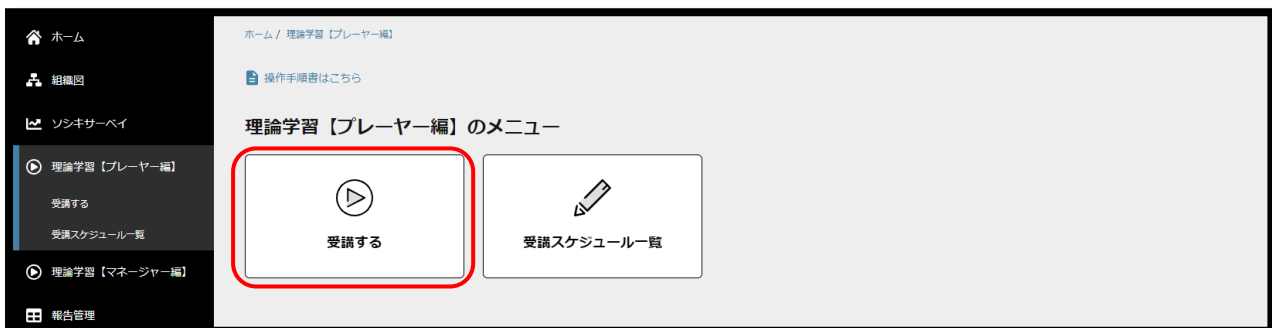 ホーム
組織図
ソシキサーベイ
理論学習【プレーヤー編】
受講する
受講スケジュール一覧
理論学習【マネージャー編】
報告管理
ホーム / 理論学習【プレーヤー編】
操作手順書はこちら
理論学習【プレーヤー編】のメニュー
受講する
受講スケジュール一覧